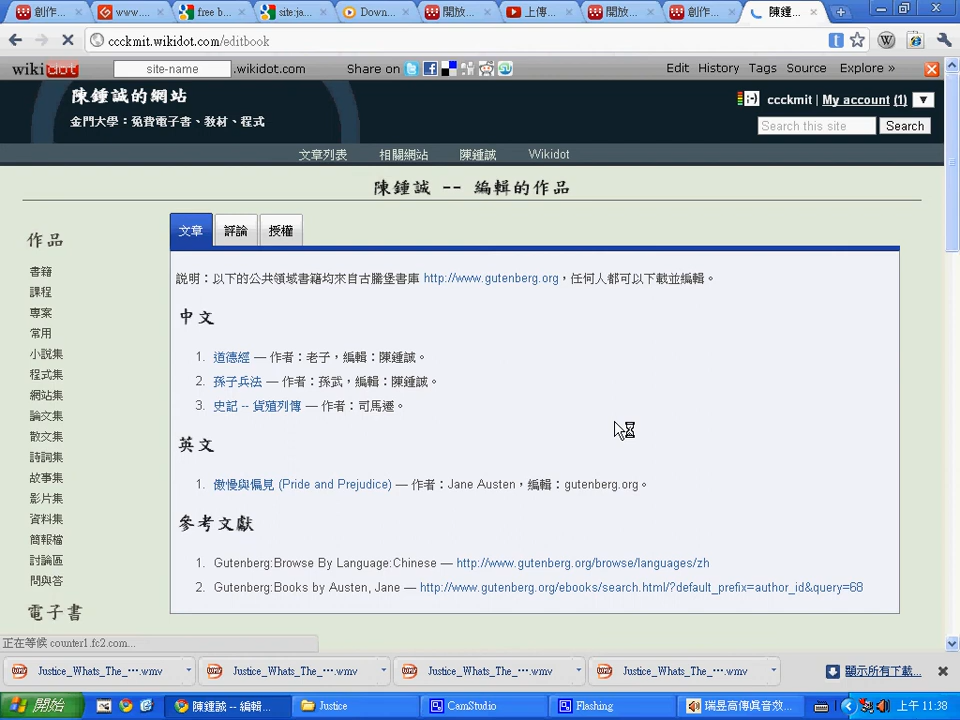 創作...
www....
free b...
site:ja...
Down...
開放...
上傳...
開放...
創作...
陳鍾...
ccckmit.wikidot.com/editbook
wikidot
site-name
.wikidot.com
Share on
Edit
History
Tags
Source
Explore »
陳鍾誠的網站
金門大學：免費電子書、教材、程式
ccckmit | My account (1) ▼
Search this site
Search
文章列表
相關網站
陳鍾誠
Wikidot
陳鍾誠 -- 編輯的作品
作品
書籍
課程
專案
常用
小說集
程式集
網站集
論文集
散文集
詩詞集
故事集
影片集
資料集
簡報檔
討論區
問與答
電子書
文章
評論
授權
說明：以下的公共領域書籍均來自古騰堡書庫 http://www.gutenberg.org，任何人都可以下載並編輯。
中文
1. 道德經 — 作者：老子，編輯：陳鍾誠。
2. 孫子兵法 — 作者：孫武，編輯：陳鍾誠。
3. 史記 -- 貨殖列傳 — 作者：司馬遷。
英文
1. 傲慢與偏見 (Pride and Prejudice) — 作者：Jane Austen，編輯：gutenberg.org。
參考文獻
1. Gutenberg:Browse By Language:Chinese — http://www.gutenberg.org/browse/languages/zh
2. Gutenberg:Books by Austen, Jane — http://www.gutenberg.org/ebooks/search.html/?default_prefix=author_id&query=68
正在等候 counter1.fc2.com...
Justice_Whats_The_···.wmv
Justice_Whats_The_···.wmv
Justice_Whats_The_···.wmv
Justice_Whats_The_···.wmv
顯示所有下載...
開始
陳鍾誠 -- 編輯...
Justice
CamStudio
Flashing
瑞昱高傳真音效...
上午 11:38